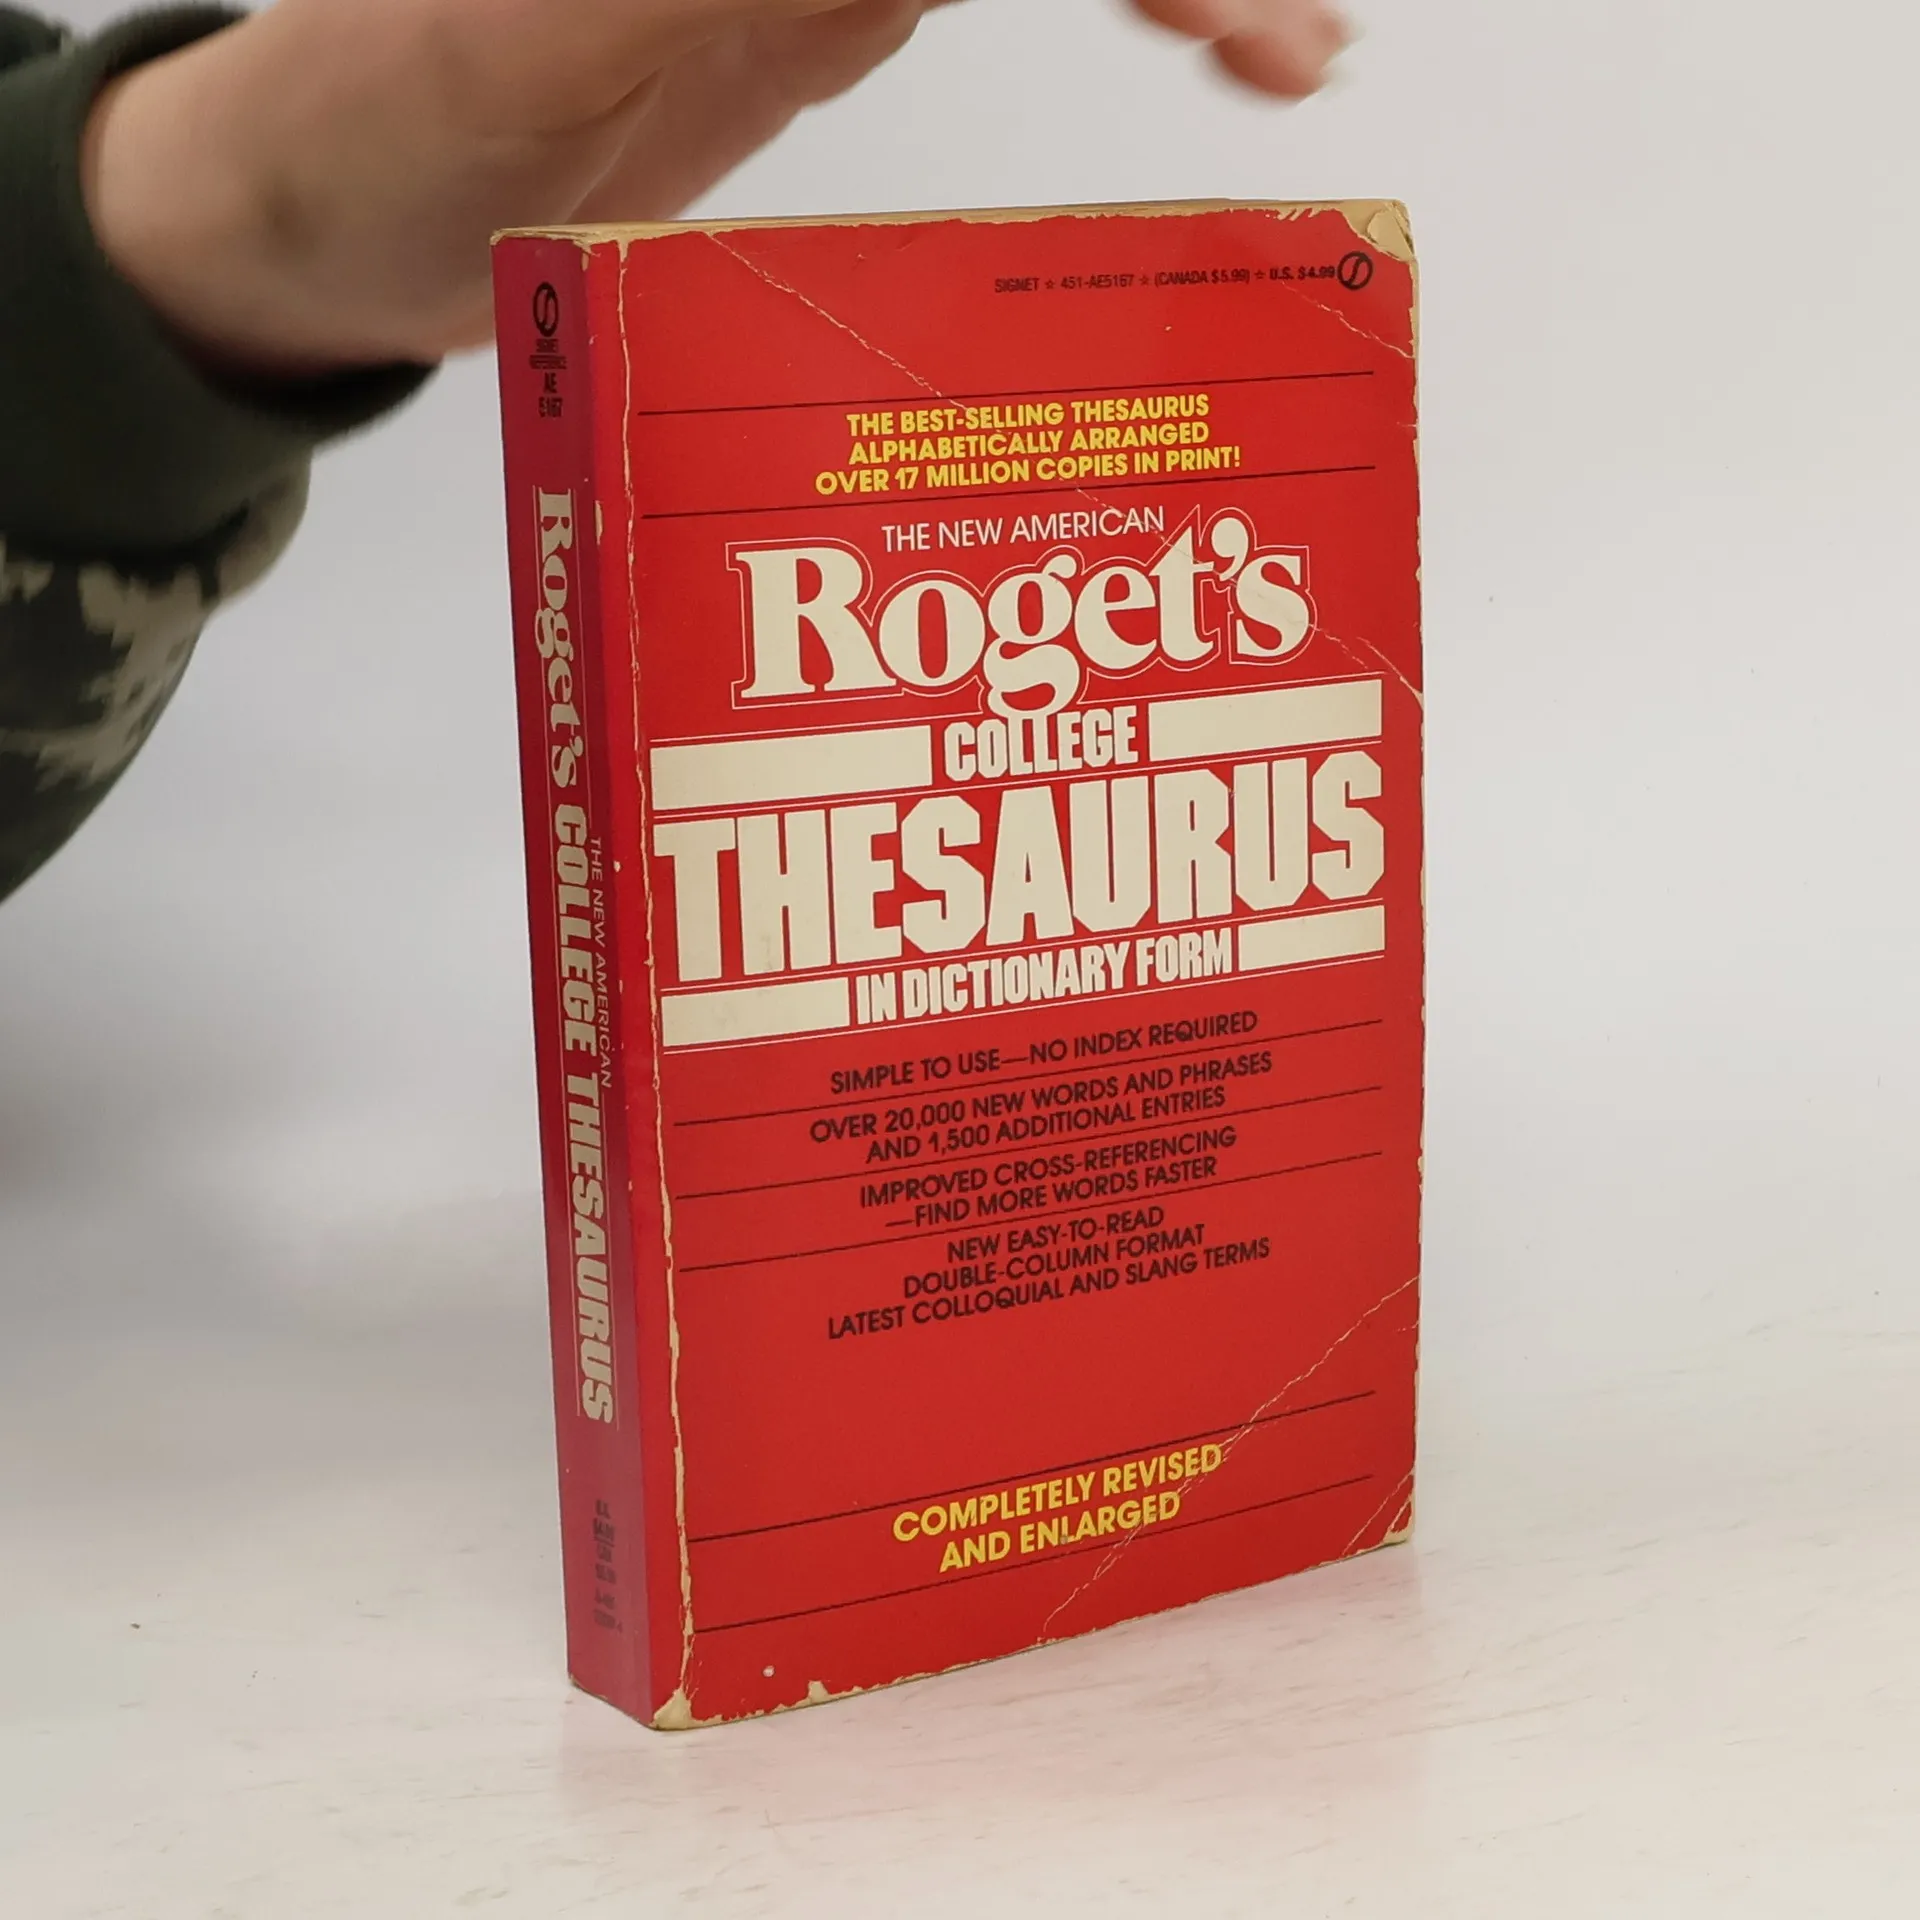 SIGNET ☆ 451-AE5167 ☆ (CANADA $5.99) ☆ U.S. $4.99
THE BEST-SELLING THESAURUS
ALPHABETICALLY ARRANGED
OVER 17 MILLION COPIES IN PRINT!
THE NEW AMERICAN
Roget's
COLLEGE
THESAURUS
IN DICTIONARY FORM
SIMPLE TO USE—NO INDEX REQUIRED
OVER 20,000 NEW WORDS AND PHRASES
AND 1,500 ADDITIONAL ENTRIES
IMPROVED CROSS-REFERENCING
—FIND MORE WORDS FASTER
NEW EASY-TO-READ
DOUBLE-COLUMN FORMAT
LATEST COLLOQUIAL AND SLANG TERMS
COMPLETELY REVISED
AND ENLARGED
SIGNET
REFERENCE
AE
5167
THE NEW AMERICAN
Roget's COLLEGE THESAURUS